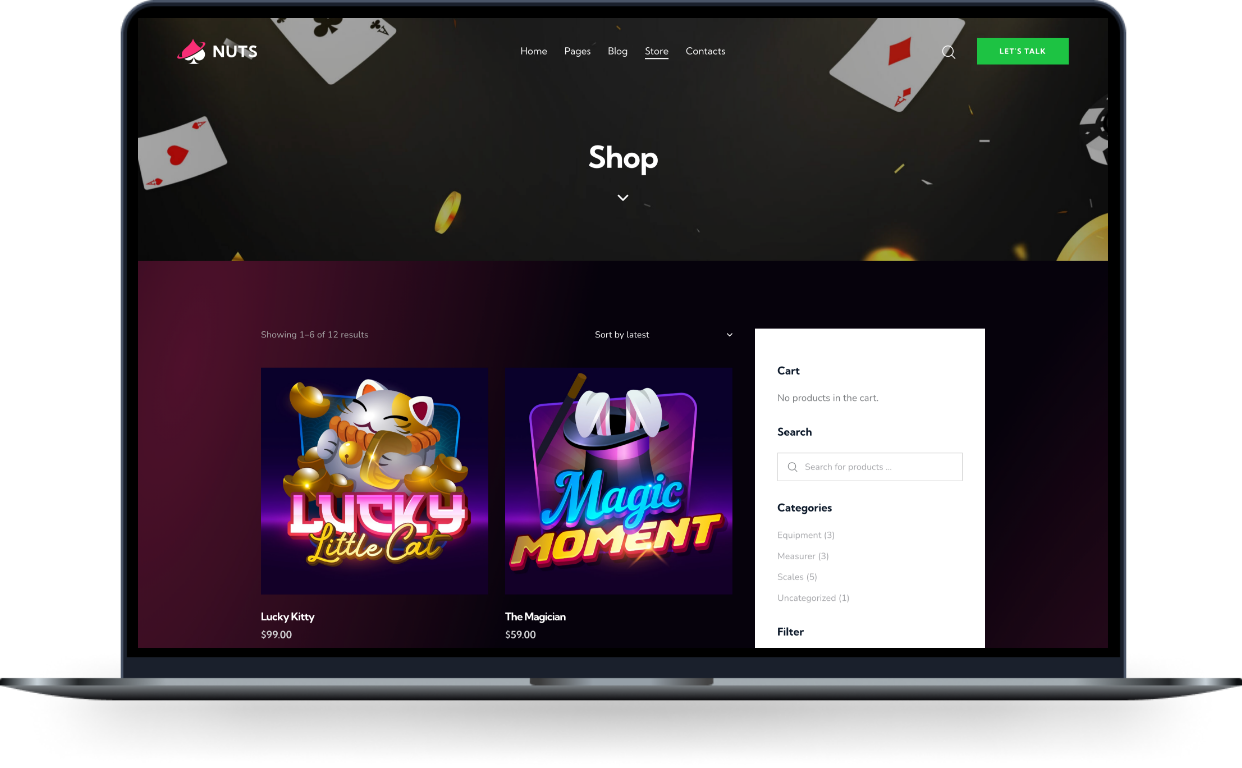 NUTS
Home Pages Blog Store Contacts
LET'S TALK
Shop
Showing 1–6 of 12 results
Sort by latest
LUCKY
Little Cat
Magic
MOMENT
Lucky Kitty
$99.00
The Magician
$59.00
Cart
No products in the cart.
Search
Search for products ...
Categories
Equipment (3)
Measurer (3)
Scales (5)
Uncategorized (1)
Filter